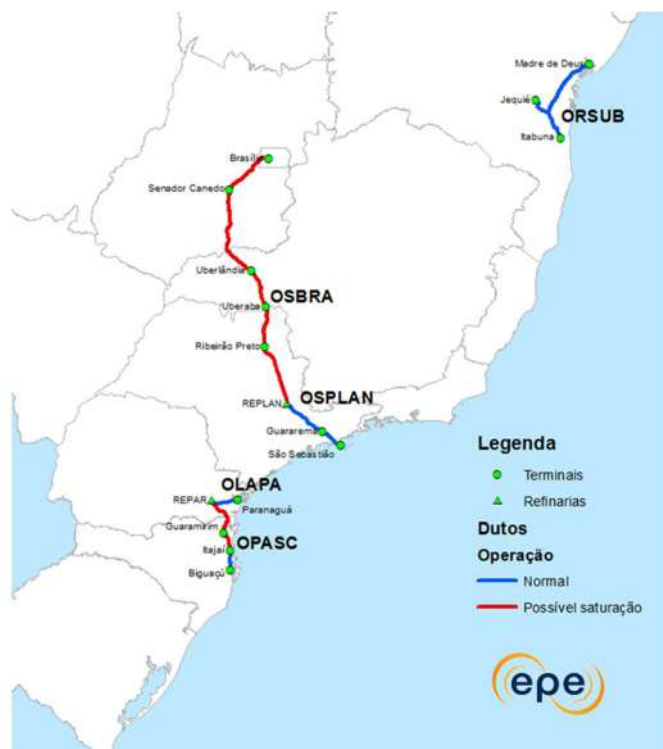 Madre de Deus
Jequié
ORSUB
Itabuna
Brasília
Senador Canedo
Uberlândia
OSBRA
Uberaba
Ribeirão Preto
OSPLAN
REPLAN
Guararema
São Sebastião
Legenda
Terminais
Refinarias
Dutos
Operação
Normal
Possível saturação
OLAPA
REPAR
Paranaguá
Guaramirim
OPASC
Itajaí
Biguaçú
epe